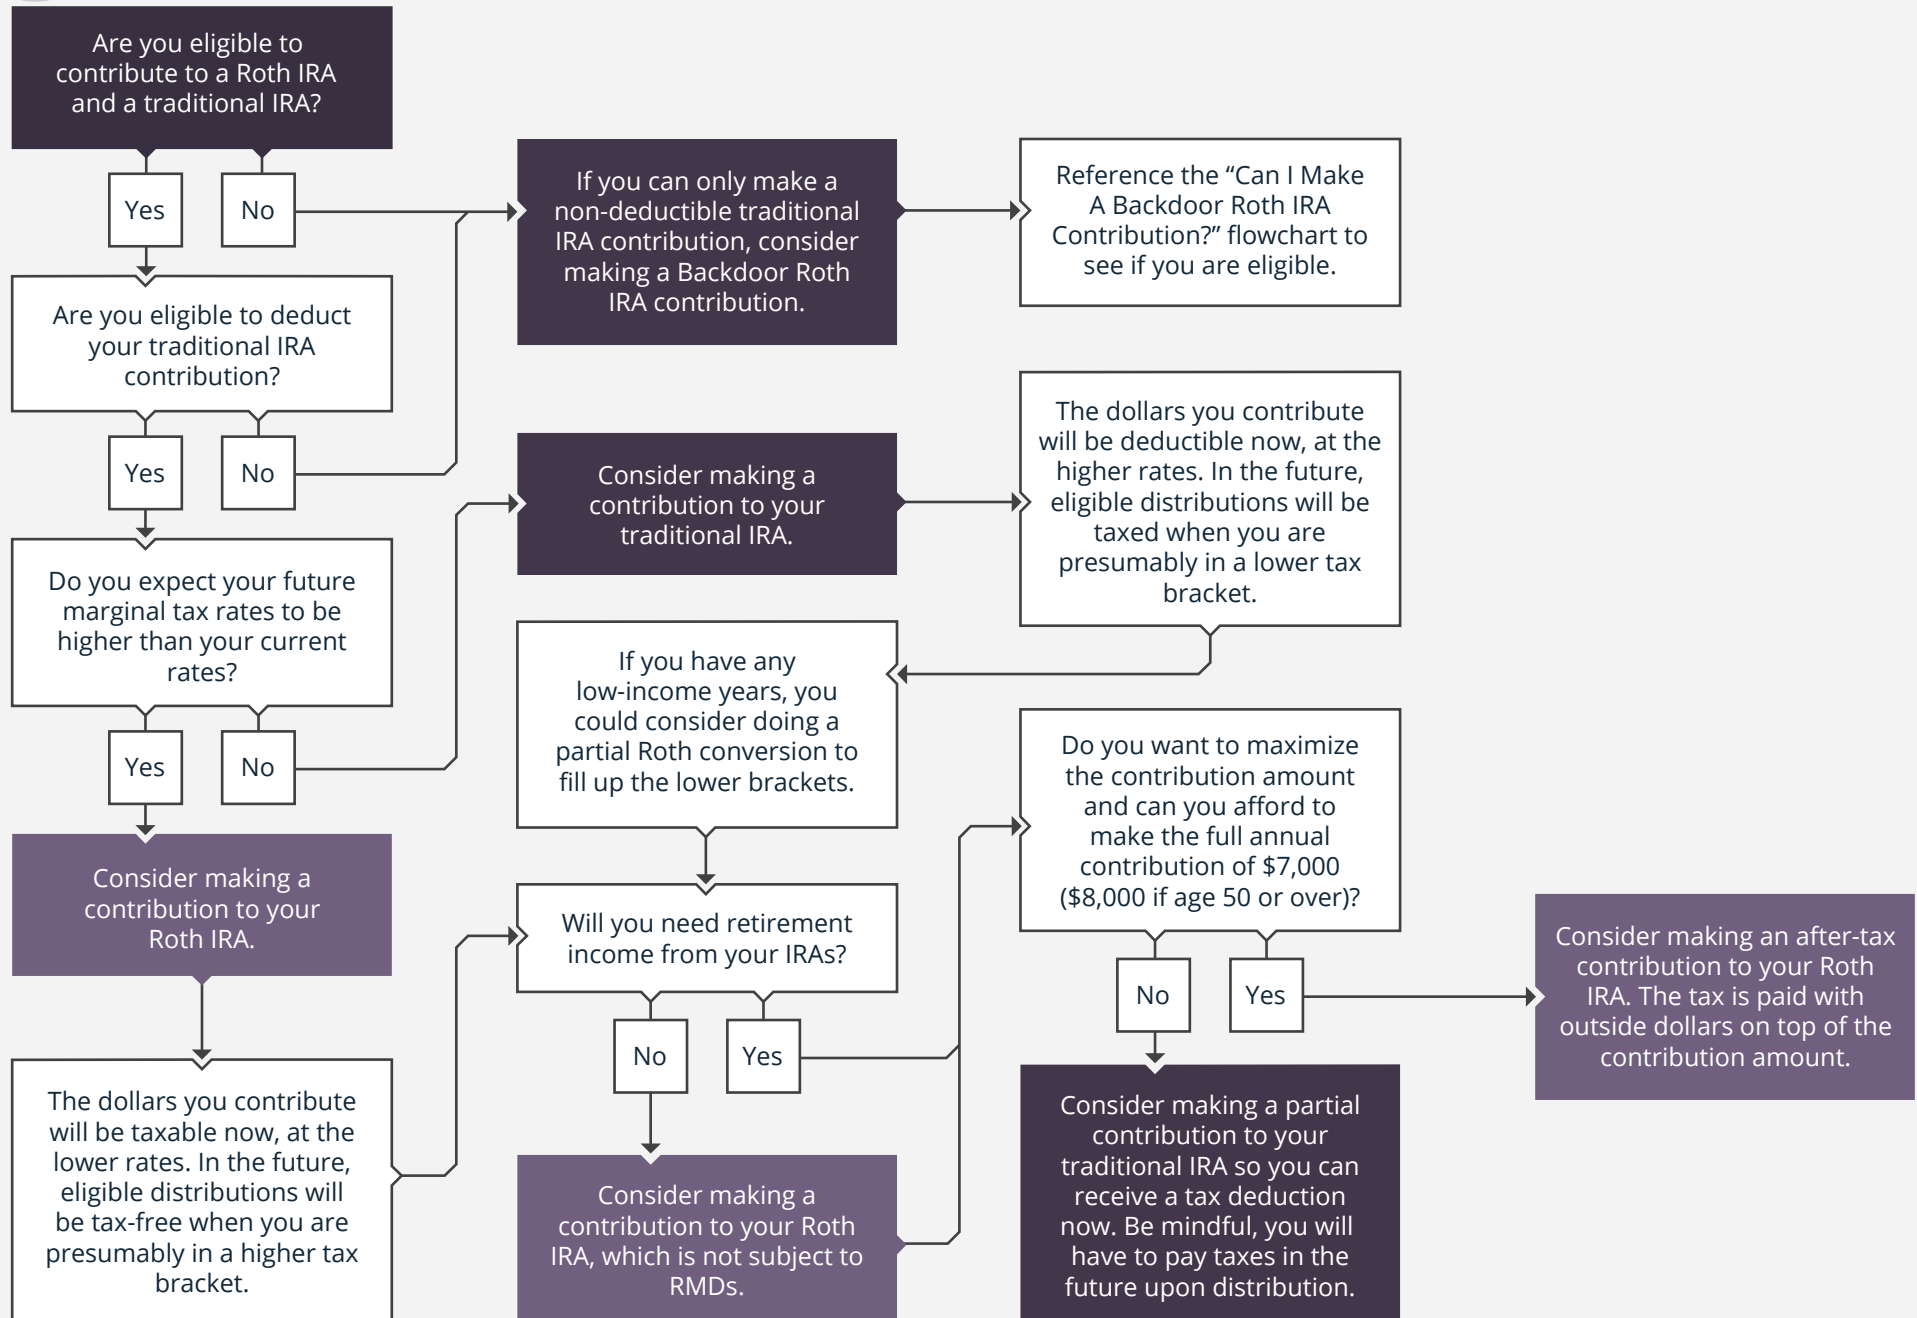 Are you eligible to
contribute to a Roth IRA
and a traditional IRA?
Yes
No
If you can only make a
non-deductible traditional
IRA contribution, consider
making a Backdoor Roth
IRA contribution.
Reference the “Can I Make
A Backdoor Roth IRA
Contribution?” flowchart to
see if you are eligible.
Are you eligible to deduct
your traditional IRA
contribution?
Yes
No
Consider making a
contribution to your
traditional IRA.
The dollars you contribute
will be deductible now, at the
higher rates. In the future,
eligible distributions will be
taxed when you are
presumably in a lower tax
bracket.
Do you expect your future
marginal tax rates to be
higher than your current
rates?
Yes
No
If you have any
low-income years, you
could consider doing a
partial Roth conversion to
fill up the lower brackets.
Do you want to maximize
the contribution amount
and can you afford to
make the full annual
contribution of $7,000
($8,000 if age 50 or over)?
No
Yes
Consider making a
contribution to your
Roth IRA.
Will you need retirement
income from your IRAs?
No
Yes
Consider making an after-tax
contribution to your Roth
IRA. The tax is paid with
outside dollars on top of the
contribution amount.
The dollars you contribute
will be taxable now, at the
lower rates. In the future,
eligible distributions will
be tax-free when you are
presumably in a higher tax
bracket.
Consider making a
contribution to your Roth
IRA, which is not subject to
RMDs.
Consider making a partial
contribution to your
traditional IRA so you can
receive a tax deduction
now. Be mindful, you will
have to pay taxes in the
future upon distribution.